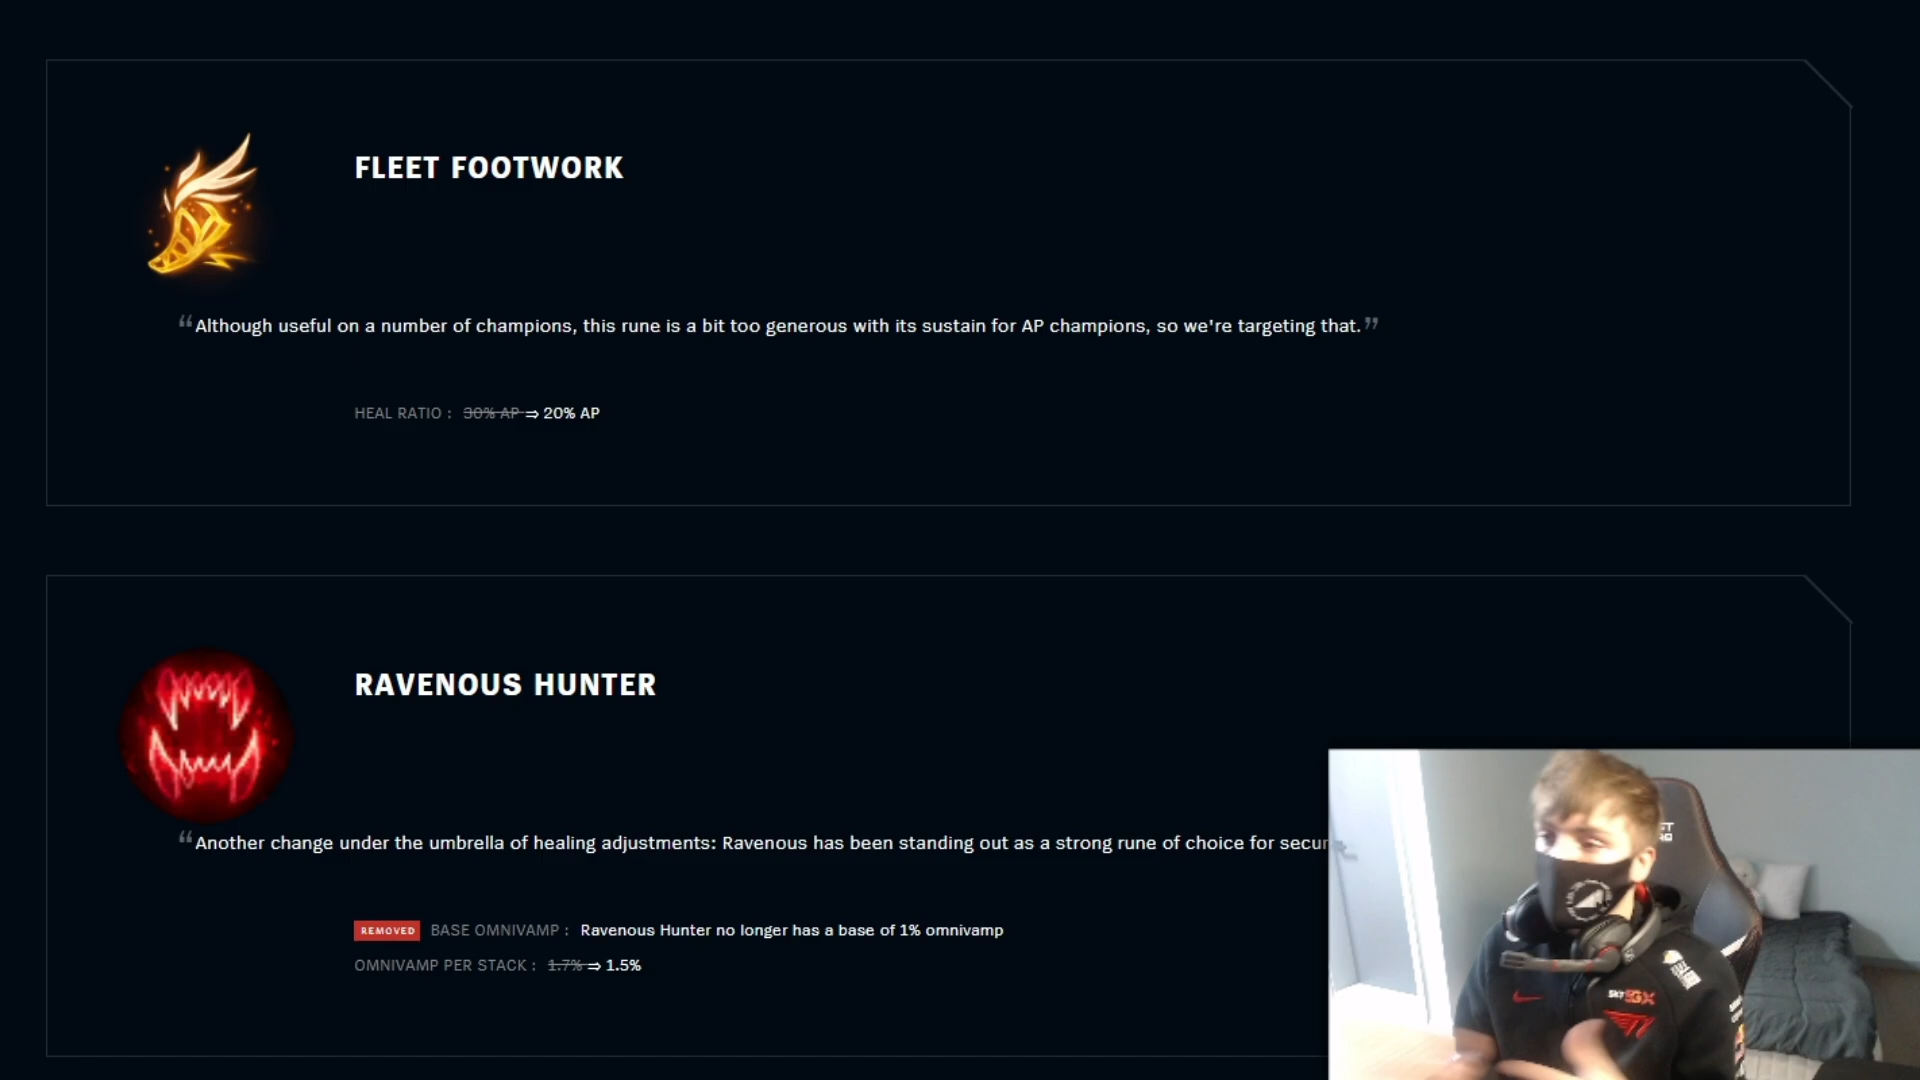 FLEET FOOTWORK
“Although useful on a number of champions, this rune is a bit too generous with its sustain for AP champions, so we're targeting that.”
HEAL RATIO : 30% AP ⇒ 20% AP
RAVENOUS HUNTER
“Another change under the umbrella of healing adjustments: Ravenous has been standing out as a strong rune of choice for secur
REMOVED BASE OMNIVAMP : Ravenous Hunter no longer has a base of 1% omnivamp
OMNIVAMP PER STACK : 1.7% ⇒ 1.5%
T1